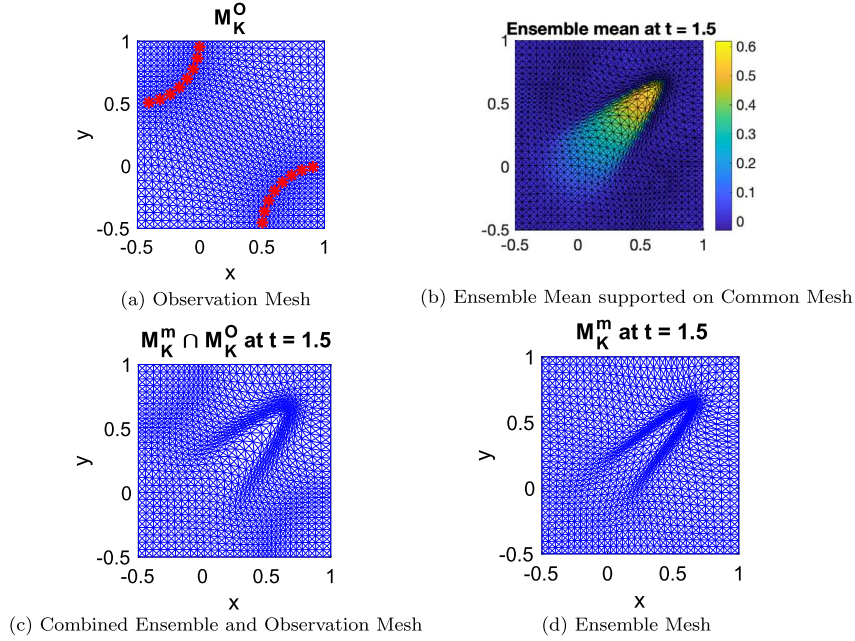 M_K^O
1
0.5
0
-0.5
y
-0.5 0 0.5 1
x
(a) Observation Mesh
Ensemble mean at t = 1.5
1
0.5
0
-0.5
-0.5 0 0.5 1
0.6
0.5
0.4
0.3
0.2
0.1
0
(b) Ensemble Mean supported on Common Mesh
M_K^m ∩ M_K^O at t = 1.5
1
0.5
0
-0.5
y
-0.5 0 0.5 1
x
(c) Combined Ensemble and Observation Mesh
M_K^m at t = 1.5
1
0.5
0
-0.5
y
-0.5 0 0.5 1
x
(d) Ensemble Mesh